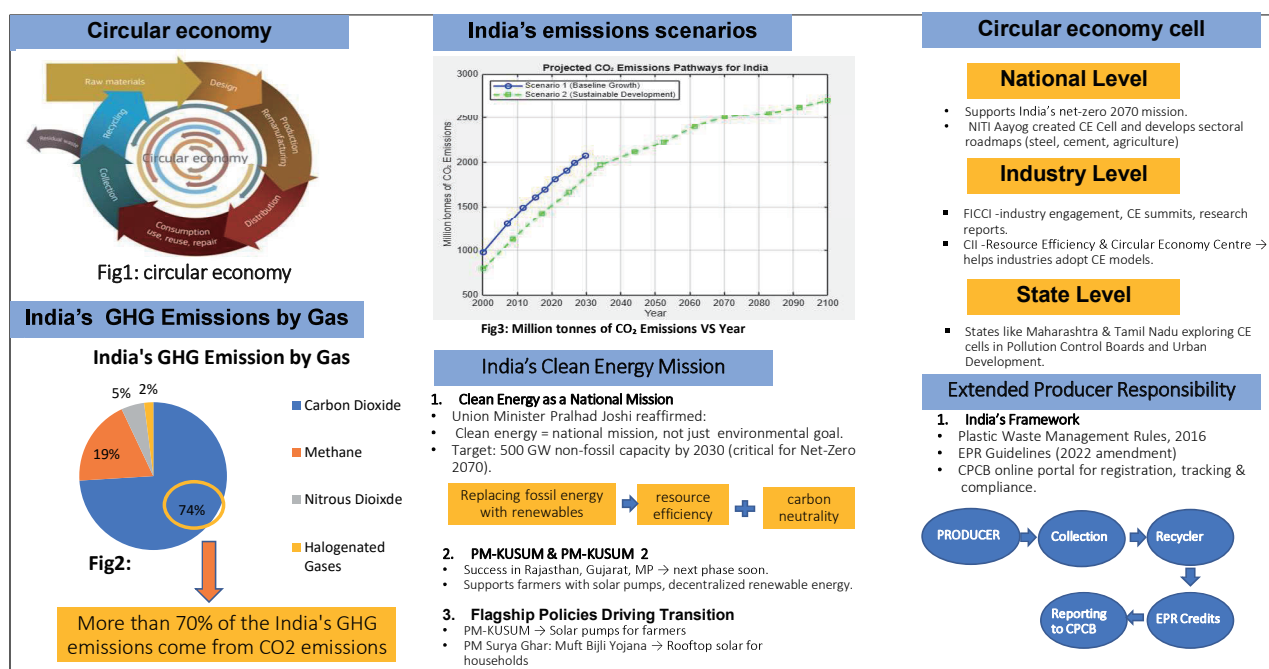 Circular economy
Raw materials
Design
Production
Remanufacturing
Distribution
Consumption
use, reuse, repair
Collection
Recycling
Residual waste
Circular economy
Fig1: circular economy
India's  GHG Emissions by Gas
India's GHG Emission by Gas
5%
2%
19%
74%
Carbon Dioxide
Methane
Nitrous Dioixde
Halogenated
Gases
Fig2:
More than 70% of the India's GHG
emissions come from CO2 emissions
India's emissions scenarios
Projected CO₂ Emissions Pathways for India
Scenario 1 (Baseline Growth)
Scenario 2 (Sustainable Development)
Million tonnes of CO₂ Emissions
3000
2500
2000
1500
1000
500
2000 2010 2020 2030 2040 2050 2060 2070 2080 2090 2100
Year
Fig3: Million tonnes of CO₂ Emissions VS Year
India's Clean Energy Mission
1. Clean Energy as a National Mission
• Union Minister Pralhad Joshi reaffirmed:
• Clean energy = national mission, not just environmental goal.
• Target: 500 GW non-fossil capacity by 2030 (critical for Net-Zero
2070).
Replacing fossil energy
with renewables
resource
efficiency
carbon
neutrality
2. PM-KUSUM & PM-KUSUM 2
• Success in Rajasthan, Gujarat, MP → next phase soon.
• Supports farmers with solar pumps, decentralized renewable energy.
3. Flagship Policies Driving Transition
• PM-KUSUM → Solar pumps for farmers
• PM Surya Ghar: Muft Bijli Yojana → Rooftop solar for
households
Circular economy cell
National Level
• Supports India's net-zero 2070 mission.
• NITI Aayog created CE Cell and develops sectoral
roadmaps (steel, cement, agriculture)
Industry Level
▪ FICCI -industry engagement, CE summits, research
reports.
▪ CII -Resource Efficiency & Circular Economy Centre →
helps industries adopt CE models.
State Level
▪ States like Maharashtra & Tamil Nadu exploring CE
cells in Pollution Control Boards and Urban
Development.
Extended Producer Responsibility
1. India's Framework
• Plastic Waste Management Rules, 2016
• EPR Guidelines (2022 amendment)
• CPCB online portal for registration, tracking &
compliance.
PRODUCER
Collection
Recycler
EPR Credits
Reporting
to CPCB